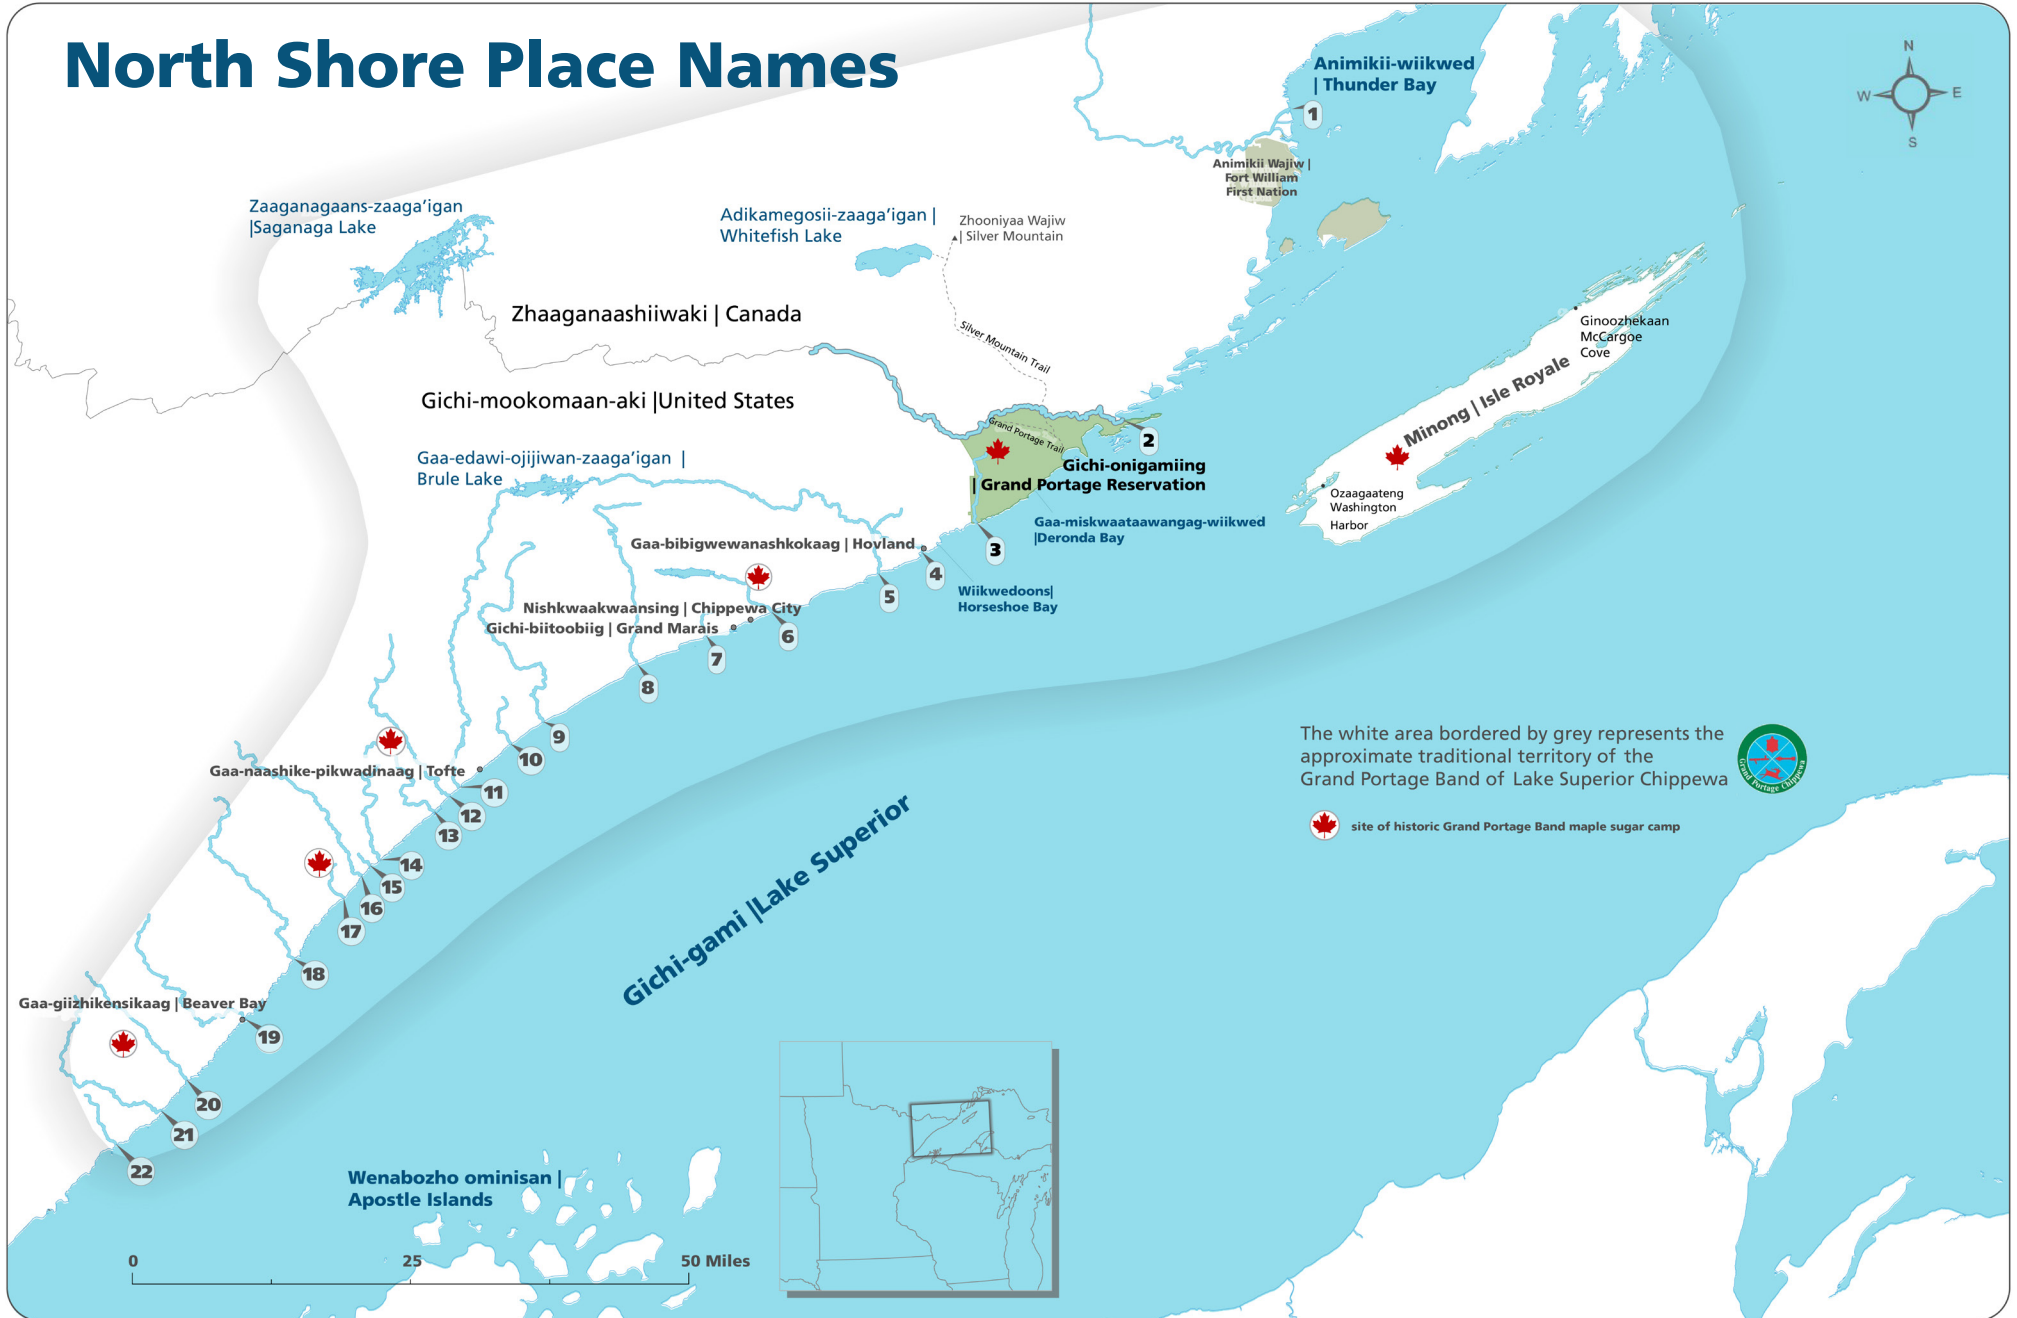 North Shore Place Names
N
W
E
S
Animikii-wiikwed
| Thunder Bay
1
Animikii Wajiw |
Fort William
First Nation
Zaaganagaans-zaaga’igan
|Saganaga Lake
Adikamegosii-zaaga’igan |
Whitefish Lake
Zhooniyaa Wajiw
| Silver Mountain
Zhaaganaashiiwaki | Canada
Silver Mountain Trail
Ginoozhekaan
McCargoe
Cove
Minong | Isle Royale
Gichi-mookomaan-aki |United States
Grand Portage Trail
2
Gichi-onigamiing
| Grand Portage Reservation
Gaa-edawi-ojijiwan-zaaga’igan |
Brule Lake
Ozaagaateng
Washington
Harbor
Gaa-miskwaataawangag-wiikwed
|Deronda Bay
3
Gaa-bibigwewanashkokaag | Hovland
4
5
Wiikwedoons|
Horseshoe Bay
Nishkwaakwaansing | Chippewa City
Gichi-biitoobiig | Grand Marais
6
7
8
9
10
Gaa-naashike-pikwadinaag | Tofte
11
12
13
14
15
16
17
18
The white area bordered by grey represents the
approximate traditional territory of the
Grand Portage Band of Lake Superior Chippewa
Grand Portage Chippewa
site of historic Grand Portage Band maple sugar camp
Gichi-gami |Lake Superior
Gaa-giizhikensikaag | Beaver Bay
19
20
21
22
Wenabozho ominisan |
Apostle Islands
0
25
50 Miles